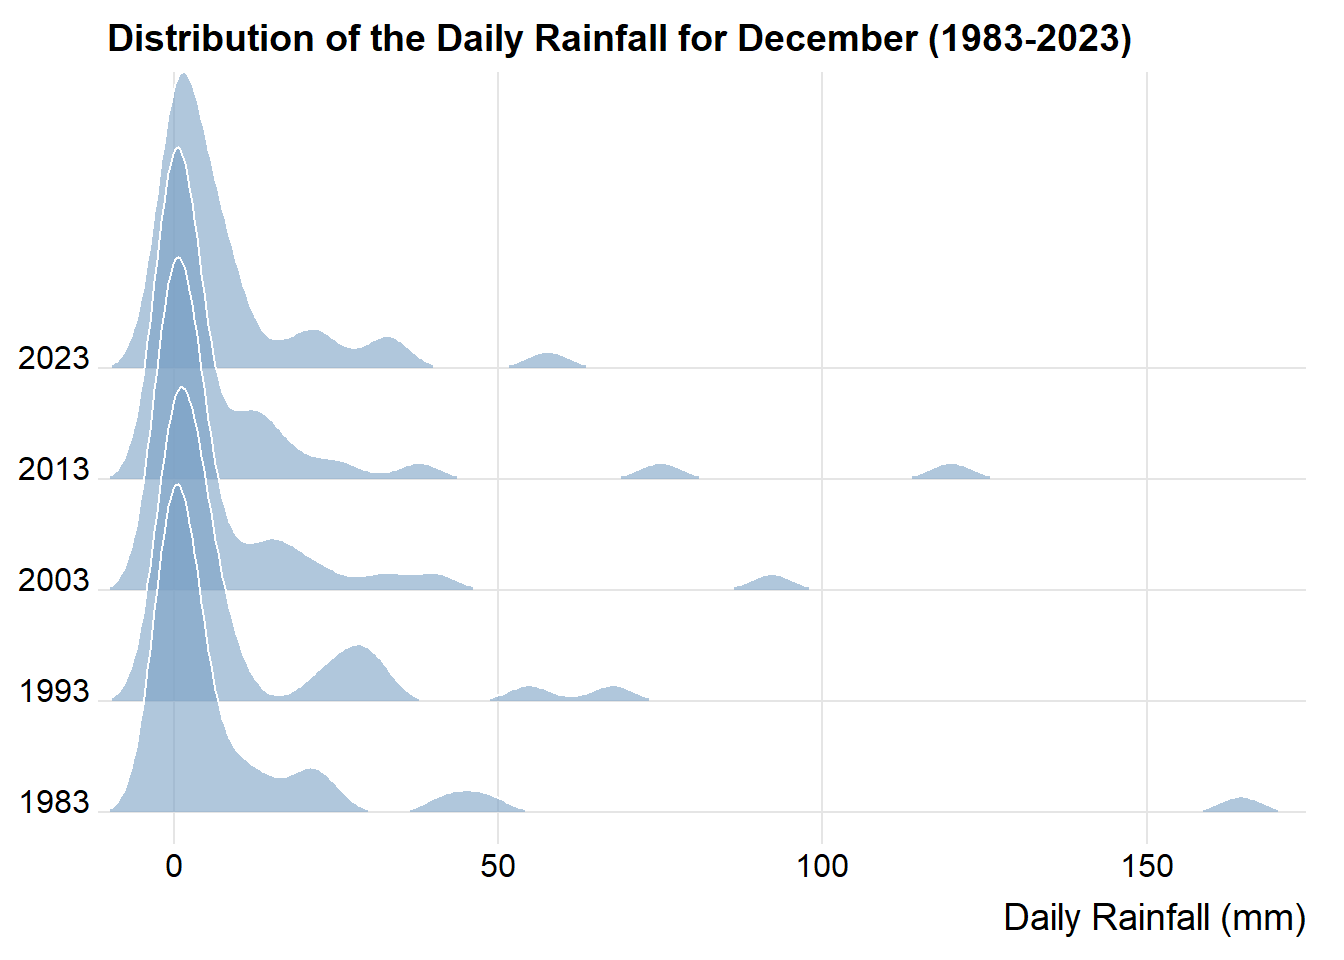 Distribution of the Daily Rainfall for December (1983-2023)
2023
2013
2003
1993
1983
0 50 100 150
Daily Rainfall (mm)